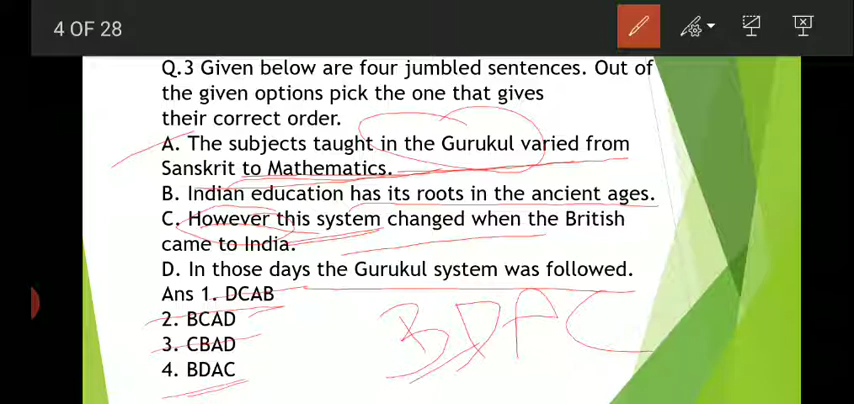 4 OF 28
Q.3 Given below are four jumbled sentences. Out of
the given options pick the one that gives
their correct order.
A. The subjects taught in the Gurukul varied from
Sanskrit to Mathematics.
B. Indian education has its roots in the ancient ages.
C. However this system changed when the British
came to India.
D. In those days the Gurukul system was followed.
Ans 1. DCAB
2. BCAD
3. CBAD
4. BDAC
BDAC